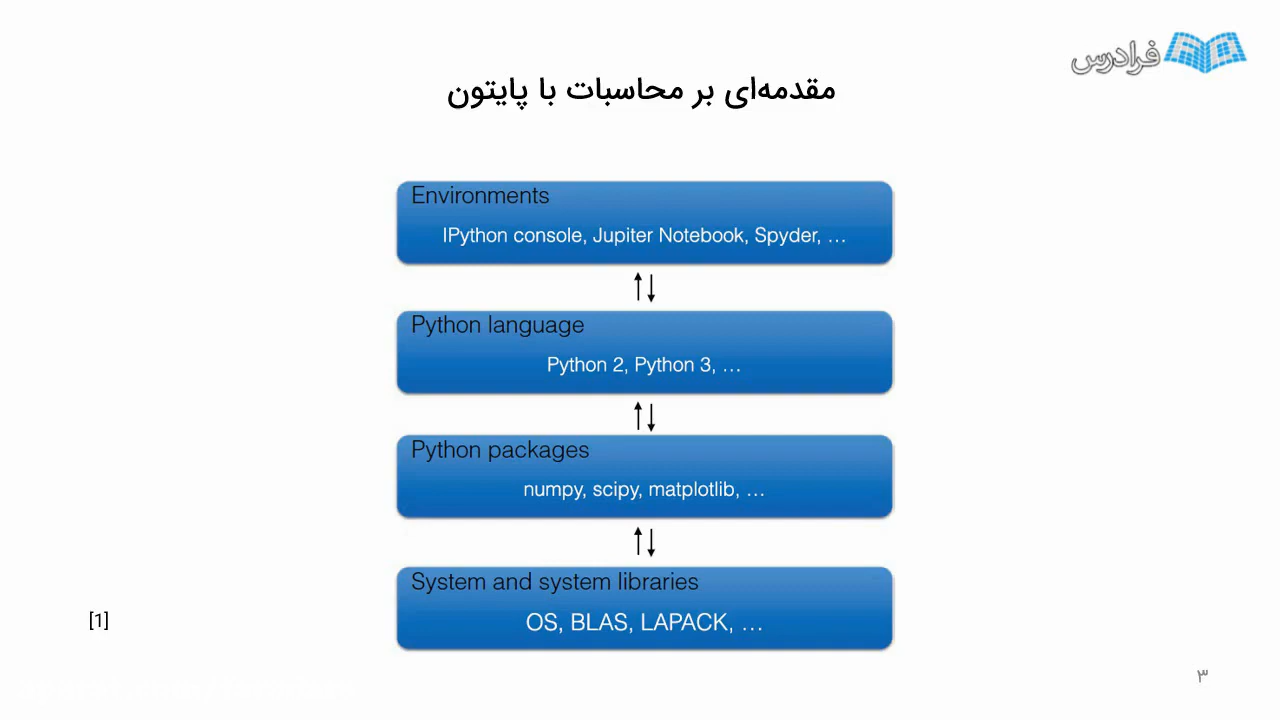 فرادرس
مقدمه‌ای بر محاسبات با پایتون
Environments
IPython console, Jupiter Notebook, Spyder, …
Python language
Python 2, Python 3, …
Python packages
numpy, scipy, matplotlib, …
System and system libraries
OS, BLAS, LAPACK, …
[1]
۳